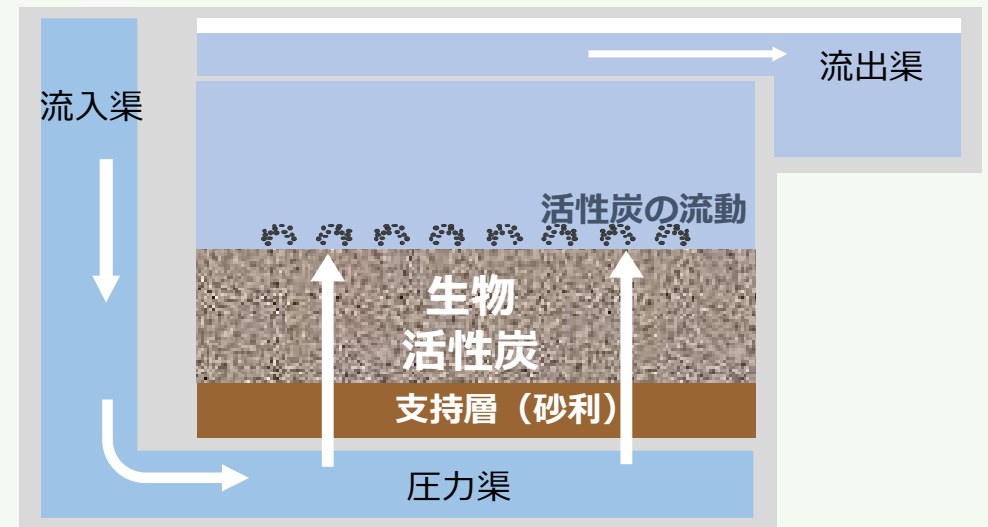 流入渠
流出渠
活性炭の流動
生物
活性炭
支持層（砂利）
圧力渠